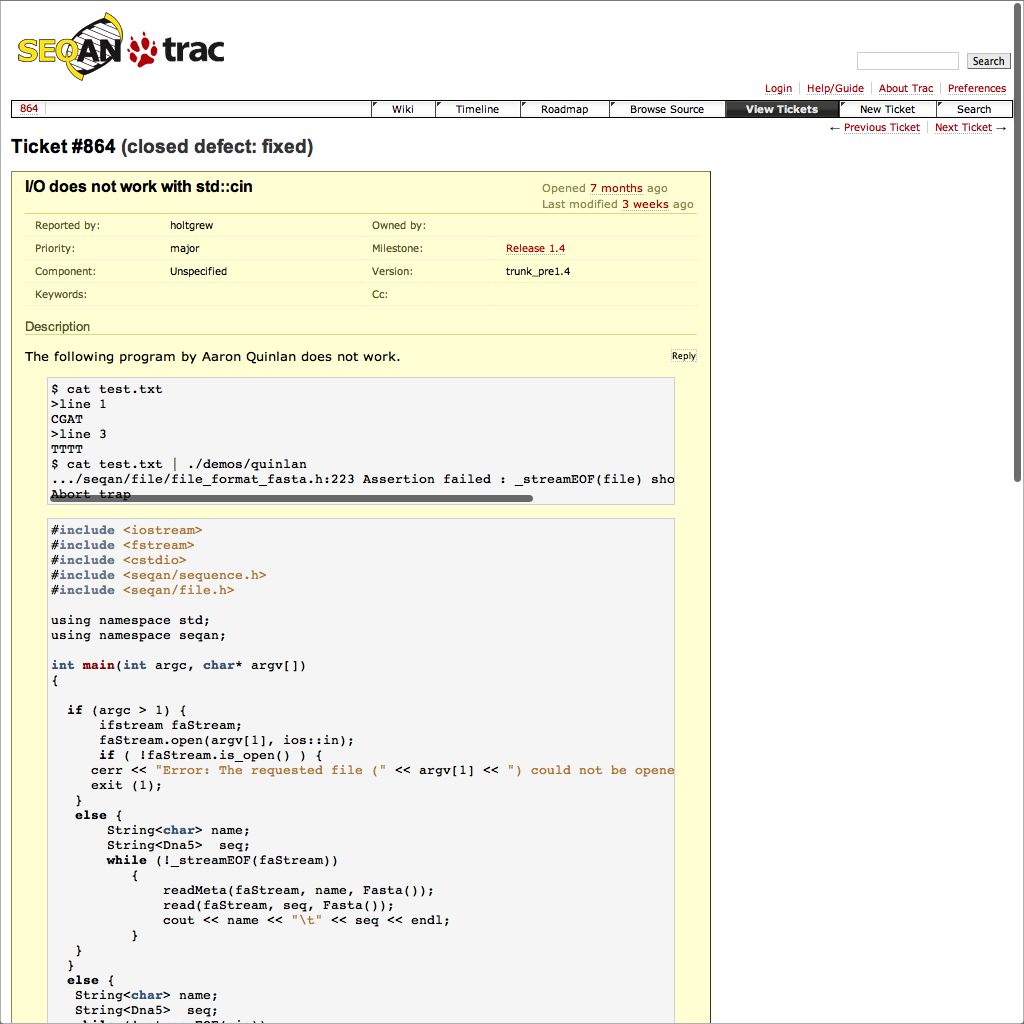 SEQAN trac
Search
Login Help/Guide About Trac Preferences
864 Wiki Timeline Roadmap Browse Source View Tickets New Ticket Search
← Previous Ticket Next Ticket →
Ticket #864 (closed defect: fixed)
I/O does not work with std::cin
Opened 7 months ago
Last modified 3 weeks ago
Reported by: holtgrew Owned by:
Priority: major Milestone: Release 1.4
Component: Unspecified Version: trunk_pre1.4
Keywords: Cc:
Description
The following program by Aaron Quinlan does not work. Reply
$ cat test.txt
>line 1
CGAT
>line 3
TTTT
$ cat test.txt | ./demos/quinlan
.../seqan/file/file_format_fasta.h:223 Assertion failed : _streamEOF(file) sho
Abort trap
#include <iostream>
#include <fstream>
#include <cstdio>
#include <seqan/sequence.h>
#include <seqan/file.h>
using namespace std;
using namespace seqan;
int main(int argc, char* argv[])
{
if (argc > 1) {
ifstream faStream;
faStream.open(argv[1], ios::in);
if ( !faStream.is_open() ) {
cerr << "Error: The requested file (" << argv[1] << ") could not be opene
exit (1);
}
else {
String<char> name;
String<Dna5>  seq;
while (!_streamEOF(faStream))
{
readMeta(faStream, name, Fasta());
read(faStream, seq, Fasta());
cout << name << "\t" << seq << endl;
}
}
}
else {
String<char> name;
String<Dna5>  seq;